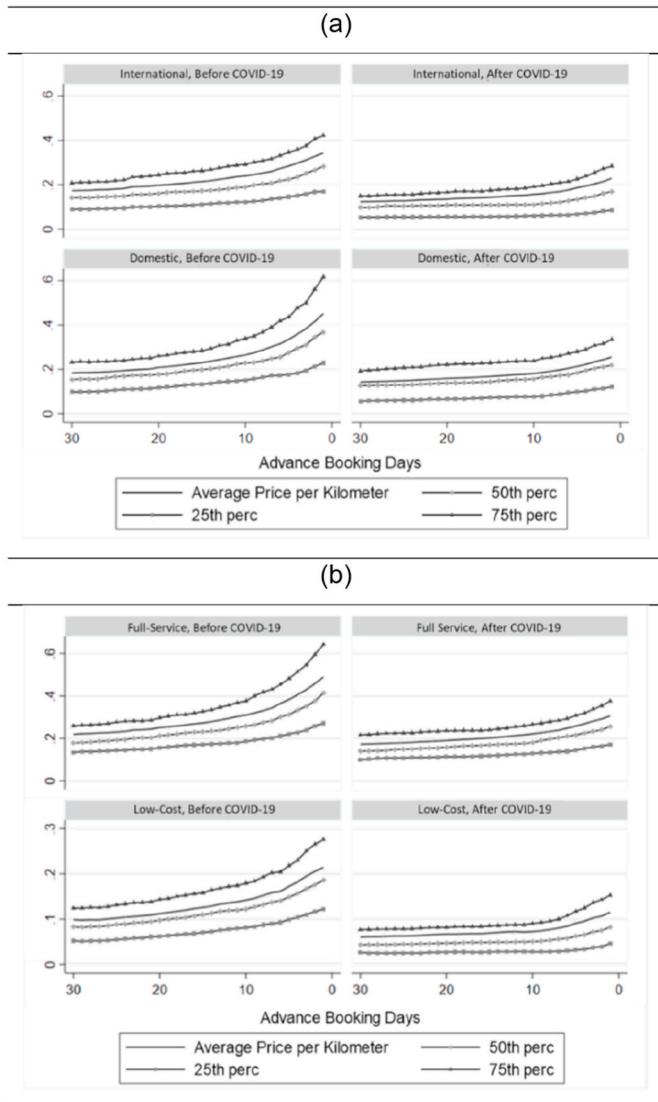 (a)
International, Before COVID-19
International, After COVID-19
.6
.4
.2
0
Domestic, Before COVID-19
Domestic, After COVID-19
.6
.4
.2
0
30 20 10 0 30 20 10 0
Advance Booking Days
Average Price per Kilometer 50th perc
25th perc 75th perc
(b)
Full-Service, Before COVID-19
Full Service, After COVID-19
.6
.4
.2
0
Low-Cost, Before COVID-19
Low-Cost, After COVID-19
.3
.2
.1
0
30 20 10 0 30 20 10 0
Advance Booking Days
Average Price per Kilometer 50th perc
25th perc 75th perc